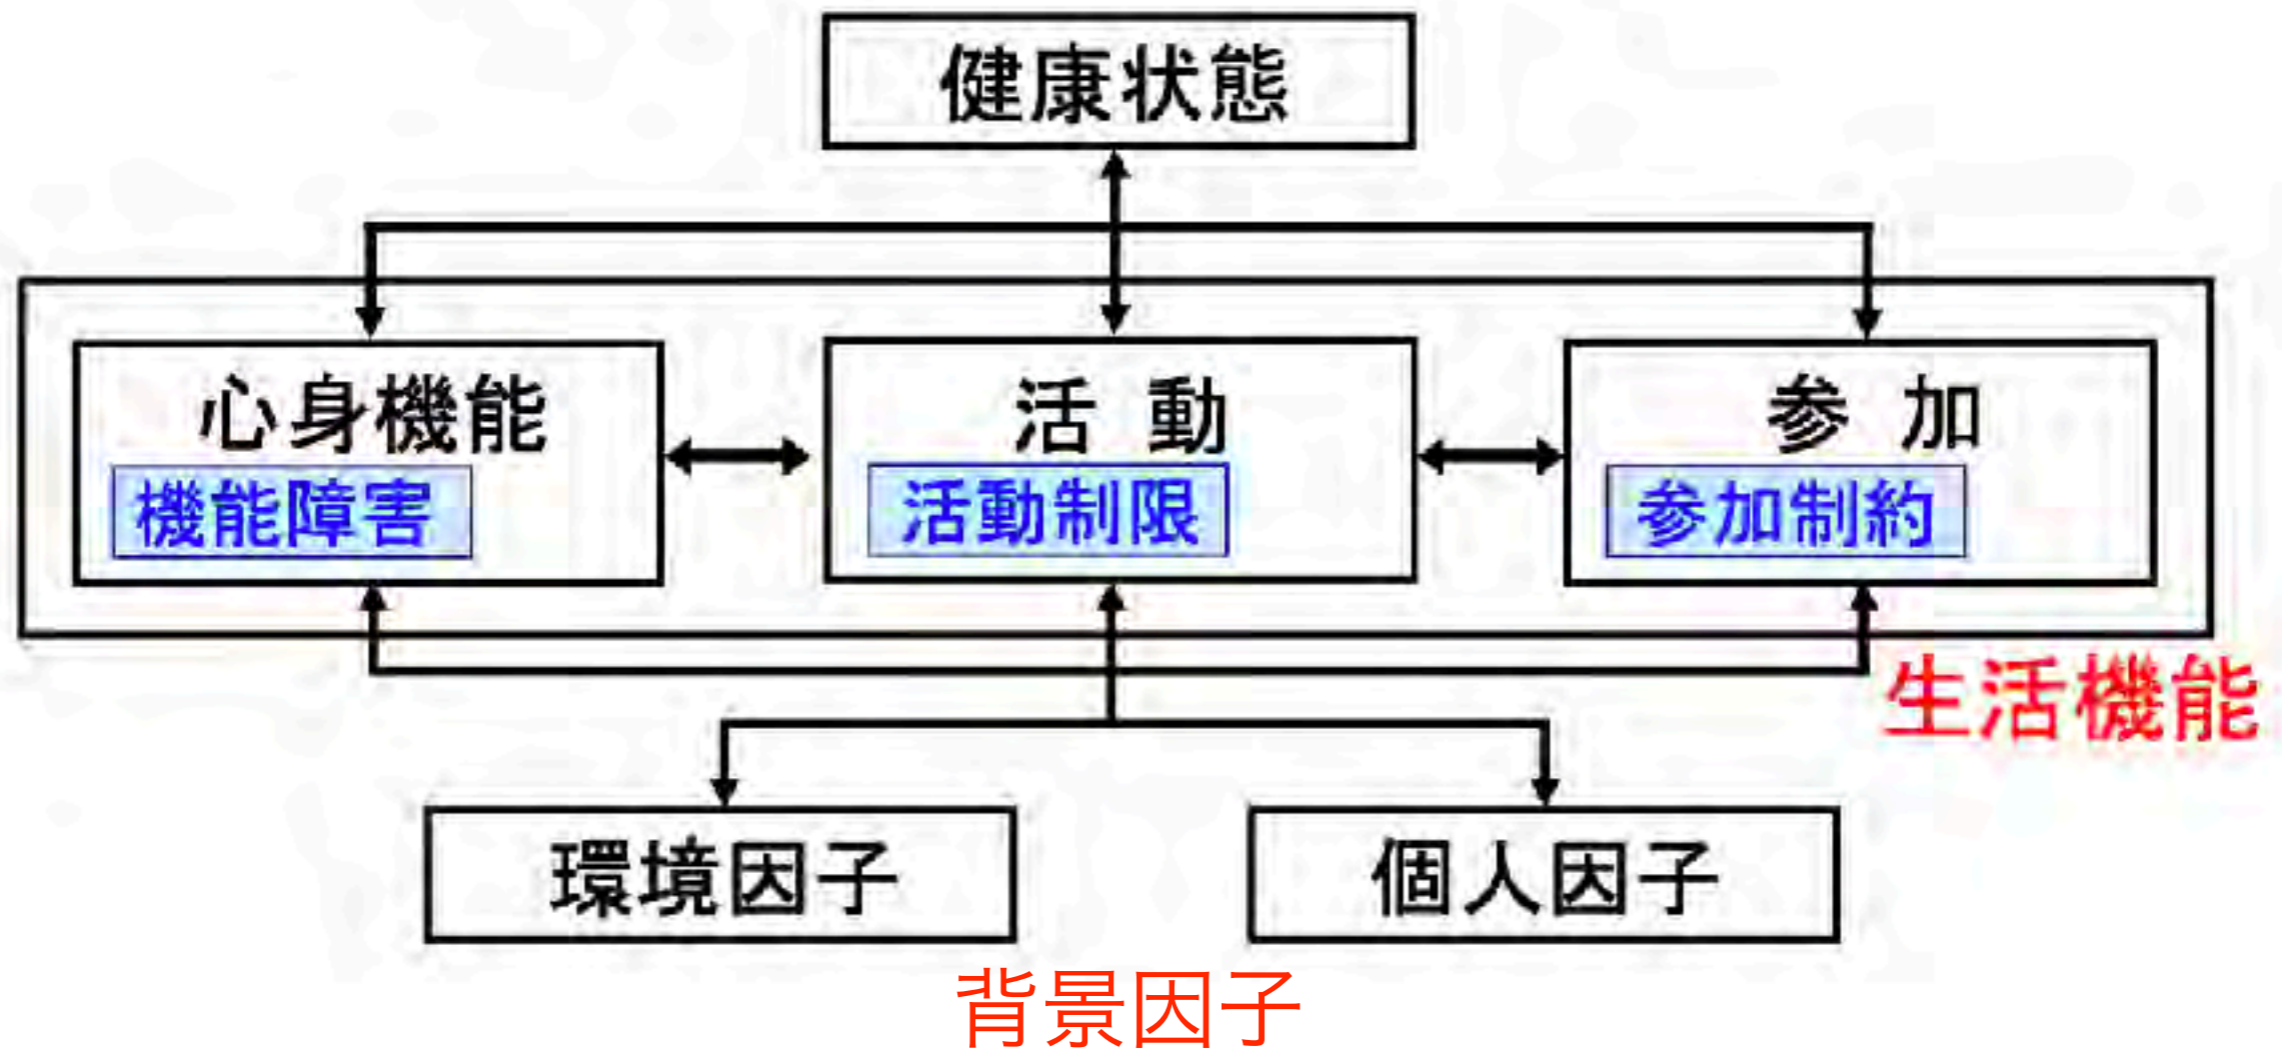 健康状態
心身機能
機能障害
活 動
活動制限
参 加
参加制約
生活機能
環境因子
個人因子
背景因子